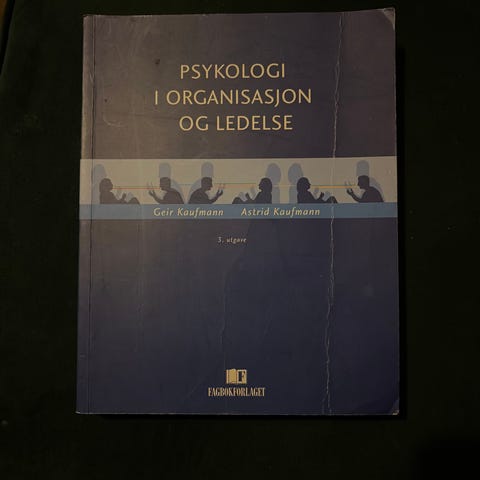 PSYKOLOGI
I ORGANISASJON
OG LEDELSE
Geir Kaufmann Astrid Kaufmann
3. utgave
F
FAGBOKFORLAGET